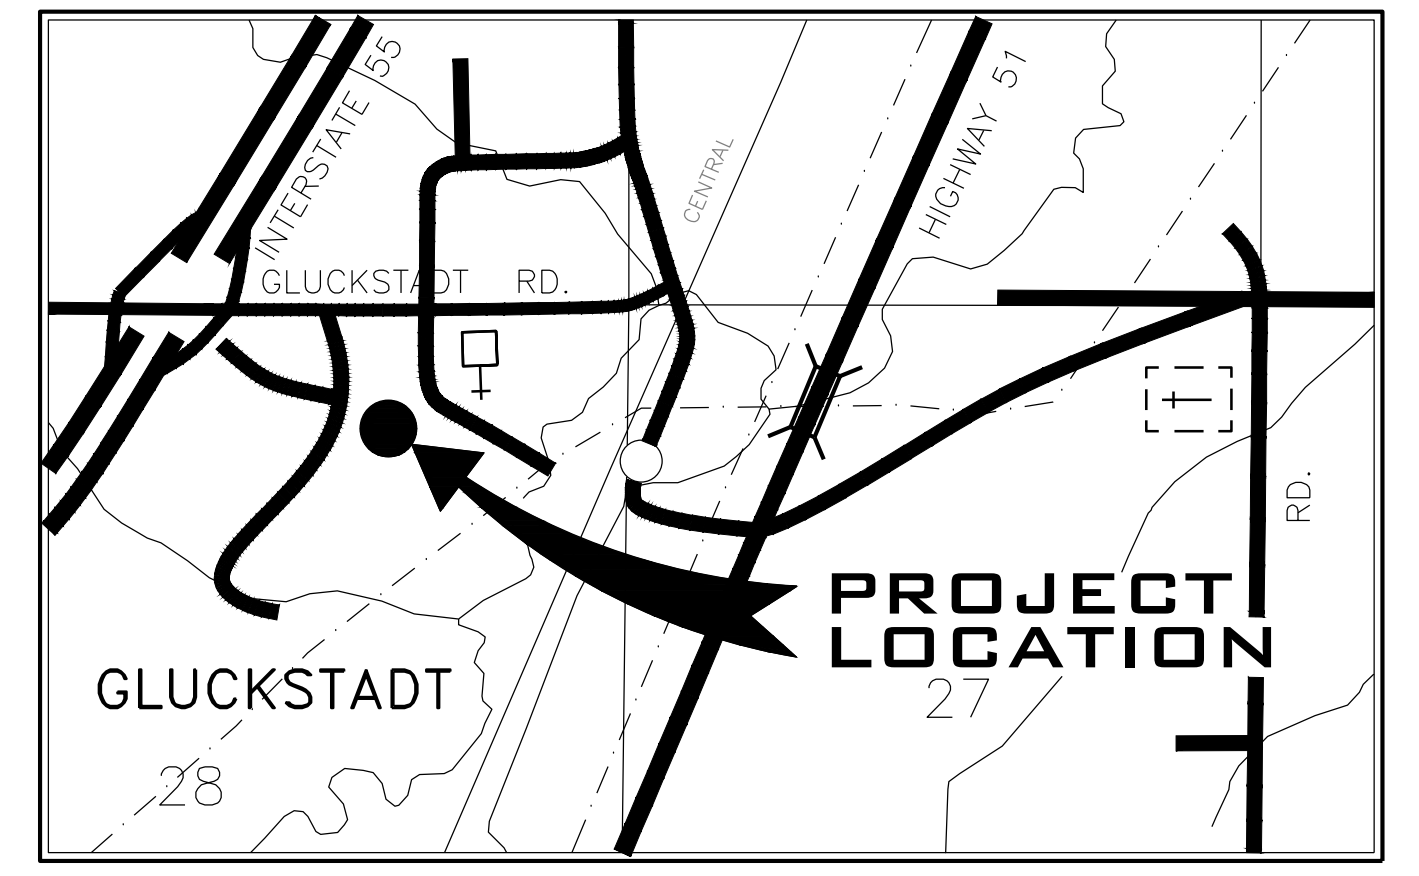 INTERSTATE 55
CENTRAL
HIGHWAY 51
GLUCKSTADT RD.
RD.
PROJECT
LOCATION
GLUCKSTADT
27
28